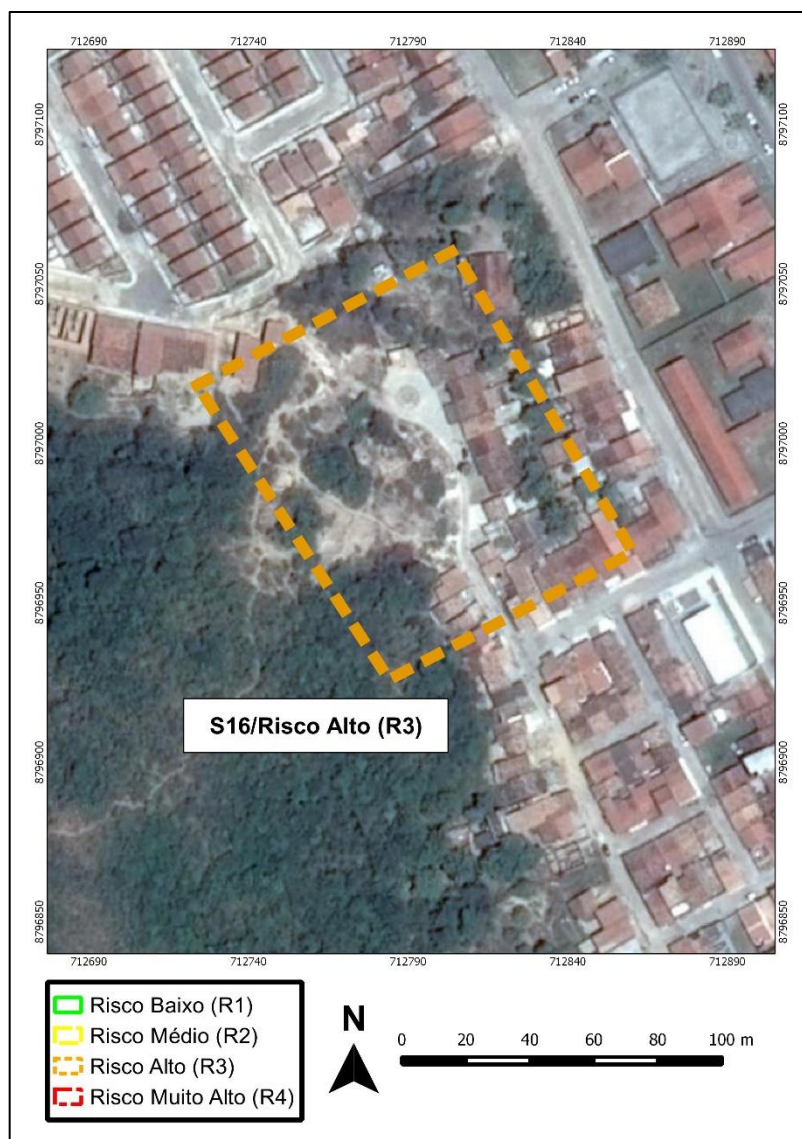 712690 712740 712790 712840 712890
8797100
8797100
8797050
8797050
8797000
8797000
8796950
8796950
S16/Risco Alto (R3)
8796900
8796900
8796850
8796850
712690 712740 712790 712840 712890
Risco Baixo (R1)
Risco Médio (R2)
Risco Alto (R3)
Risco Muito Alto (R4)
N
0 20 40 60 80 100 m